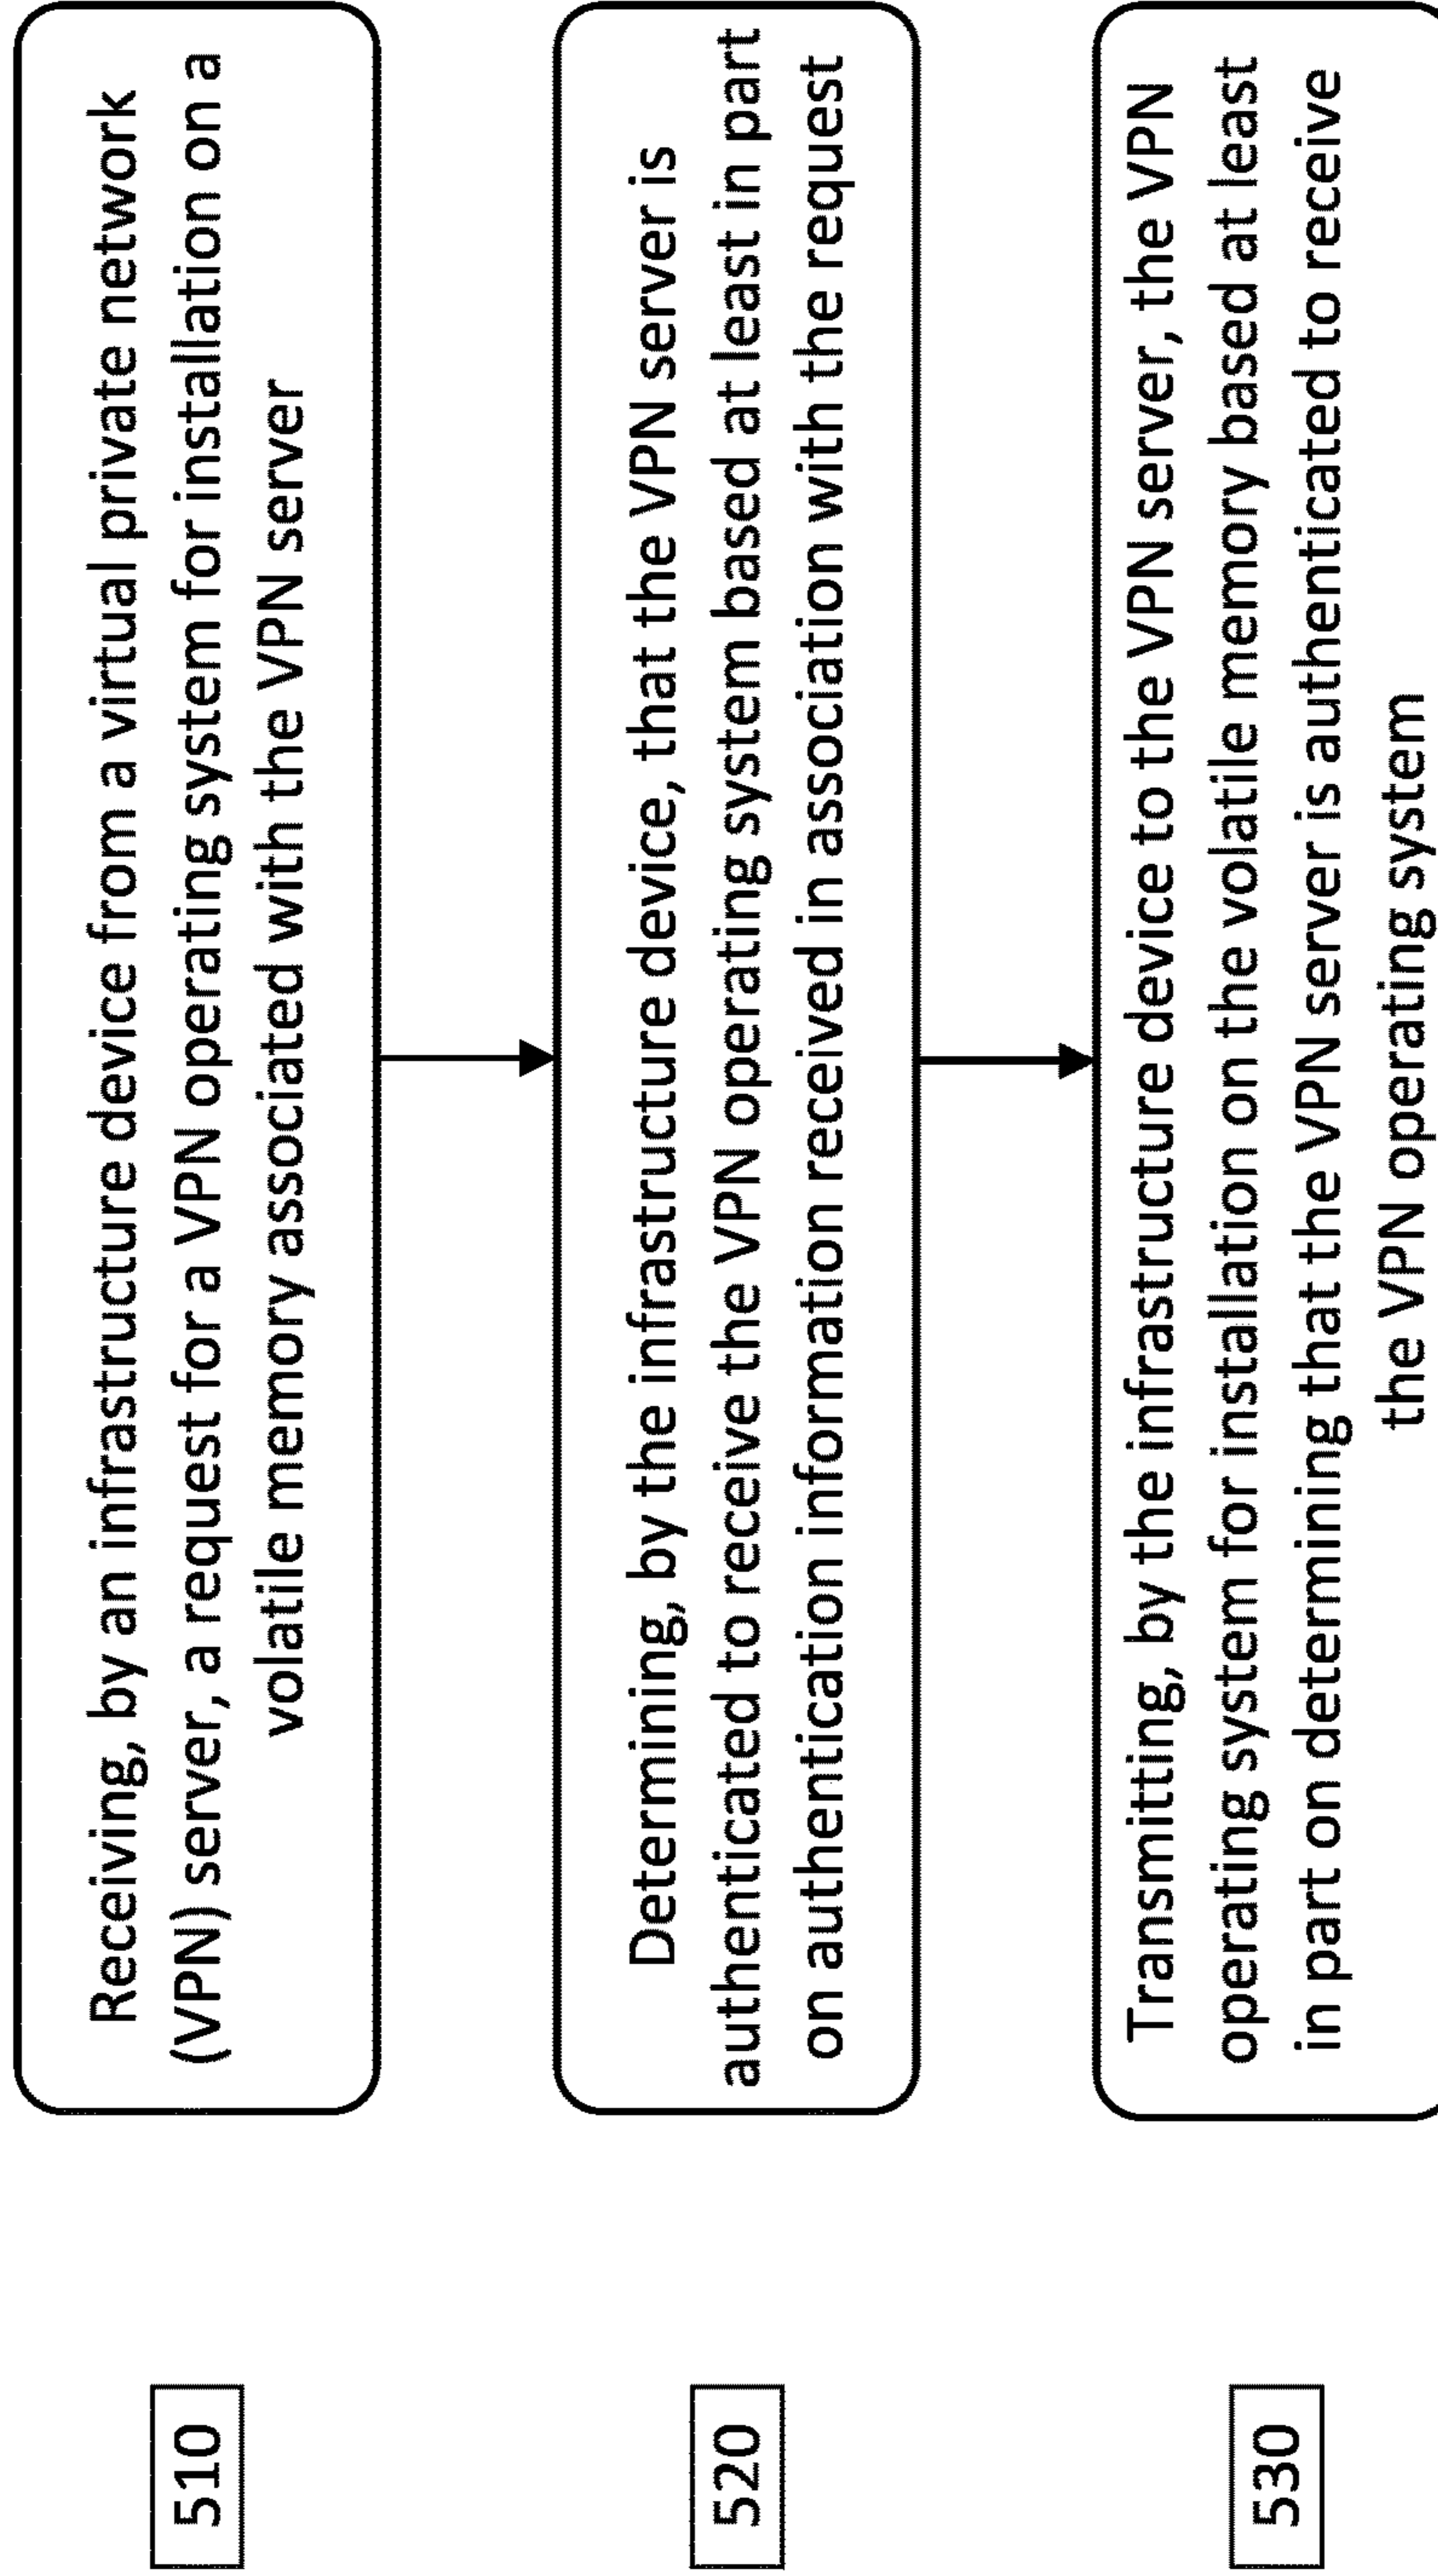 510
Receiving, by an infrastructure device from a virtual private network
(VPN) server, a request for a VPN operating system for installation on a
volatile memory associated with the VPN server
520
Determining, by the infrastructure device, that the VPN server is
authenticated to receive the VPN operating system based at least in part
on authentication information received in association with the request
530
Transmitting, by the infrastructure device to the VPN server, the VPN
operating system for installation on the volatile memory based at least
in part on determining that the VPN server is authenticated to receive
the VPN operating system